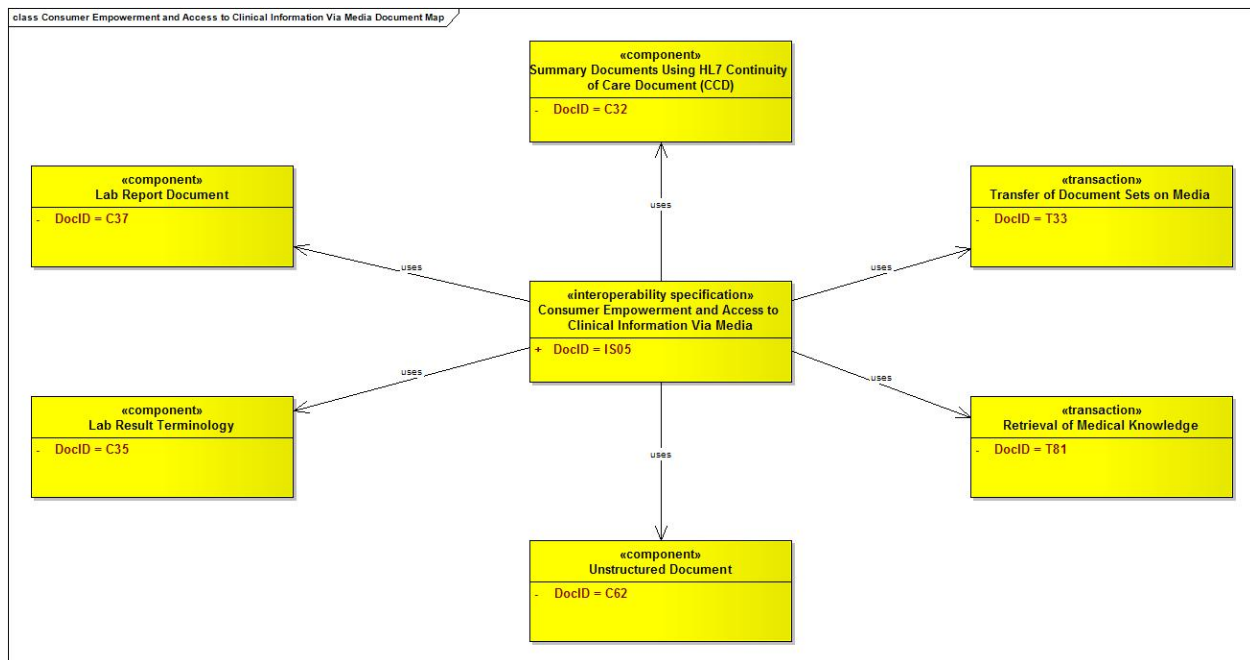 class Consumer Empowerment and Access to Clinical Information Via Media Document Map
«component»
Summary Documents Using HL7 Continuity
of Care Document (CCD)
- DocID = C32
«component»
Lab Report Document
- DocID = C37
«transaction»
Transfer of Document Sets on Media
- DocID = T33
uses
uses
uses
«interoperability specification»
Consumer Empowerment and Access to
Clinical Information Via Media
+ DocID = IS05
uses
uses
«component»
Lab Result Terminology
- DocID = C35
«transaction»
Retrieval of Medical Knowledge
- DocID = T81
uses
«component»
Unstructured Document
- DocID = C62